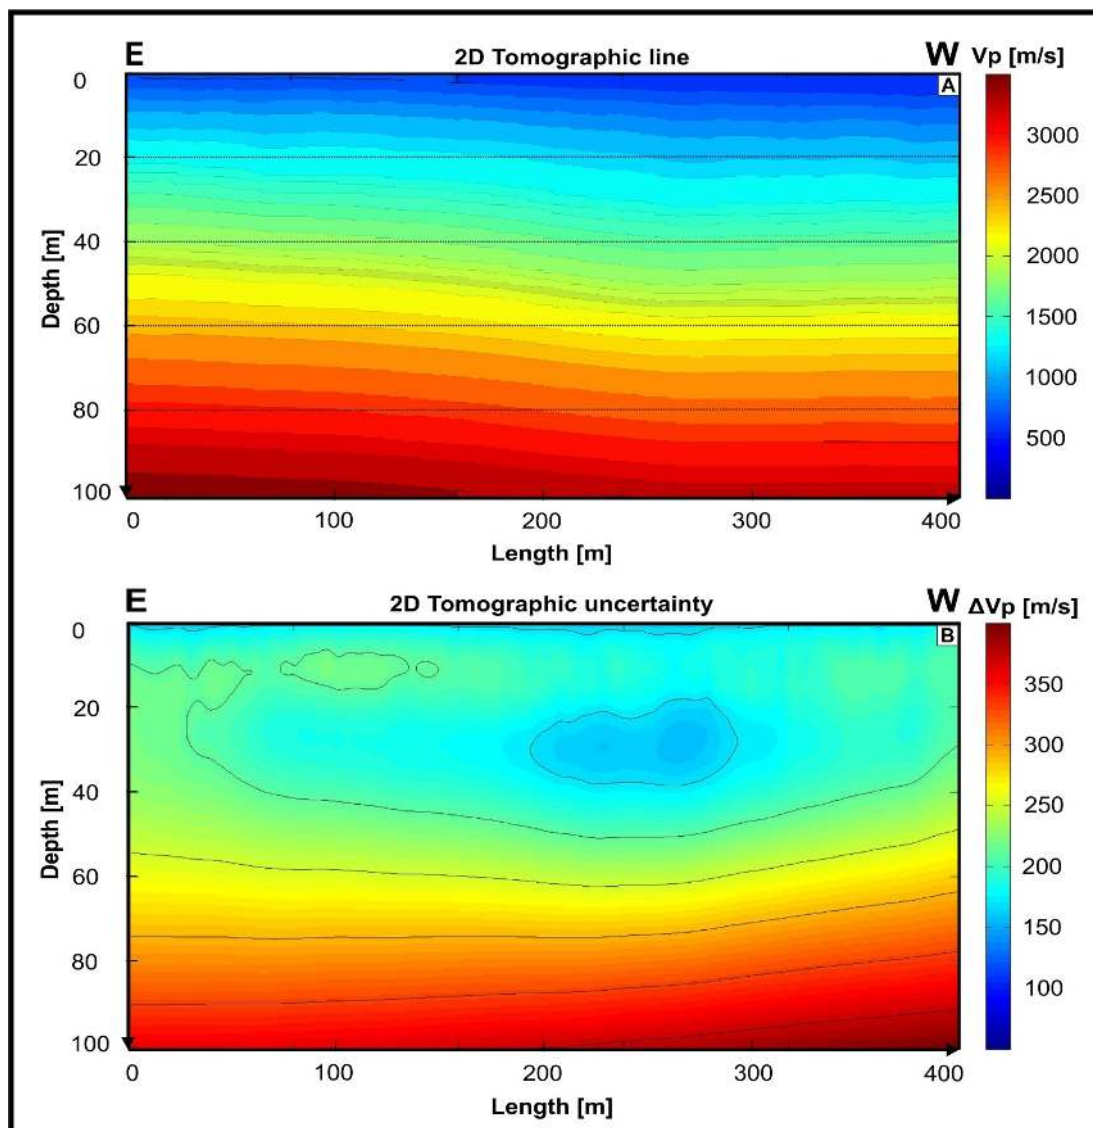 E 2D Tomographic line W Vp [m/s]
A
0
20
40
60
80
100
Depth [m]
0 100 200 300 400
Length [m]
3000
2500
2000
1500
1000
500
E 2D Tomographic uncertainty W ΔVp [m/s]
B
0
20
40
60
80
100
Depth [m]
0 100 200 300 400
Length [m]
350
300
250
200
150
100